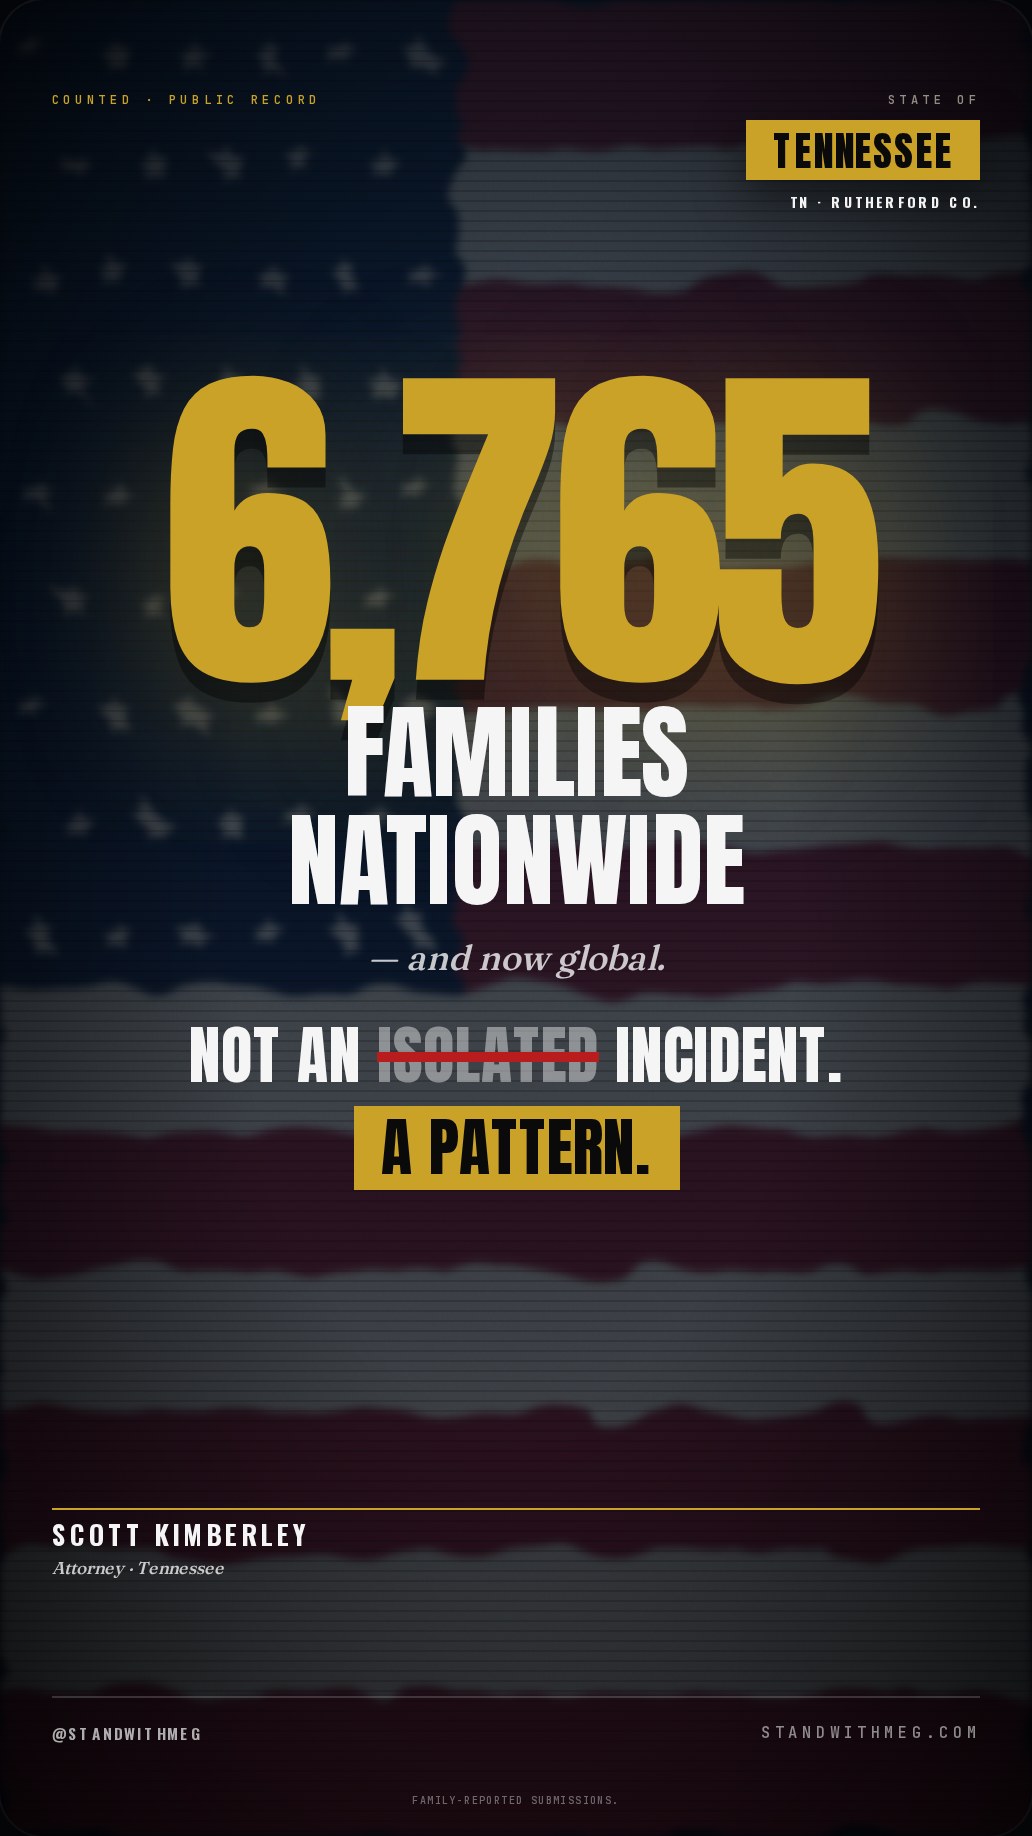 COUNTED · PUBLIC RECORD
STATE OF
TENNESSEE
TN · RUTHERFORD CO.
6,765
FAMILIES
NATIONWIDE
— and now global.
NOT AN ISOLATED INCIDENT.
A PATTERN.
SCOTT KIMBERLEY
Attorney · Tennessee
@STANDWITHMEG
STANDWITHMEG.COM
FAMILY-REPORTED SUBMISSIONS.